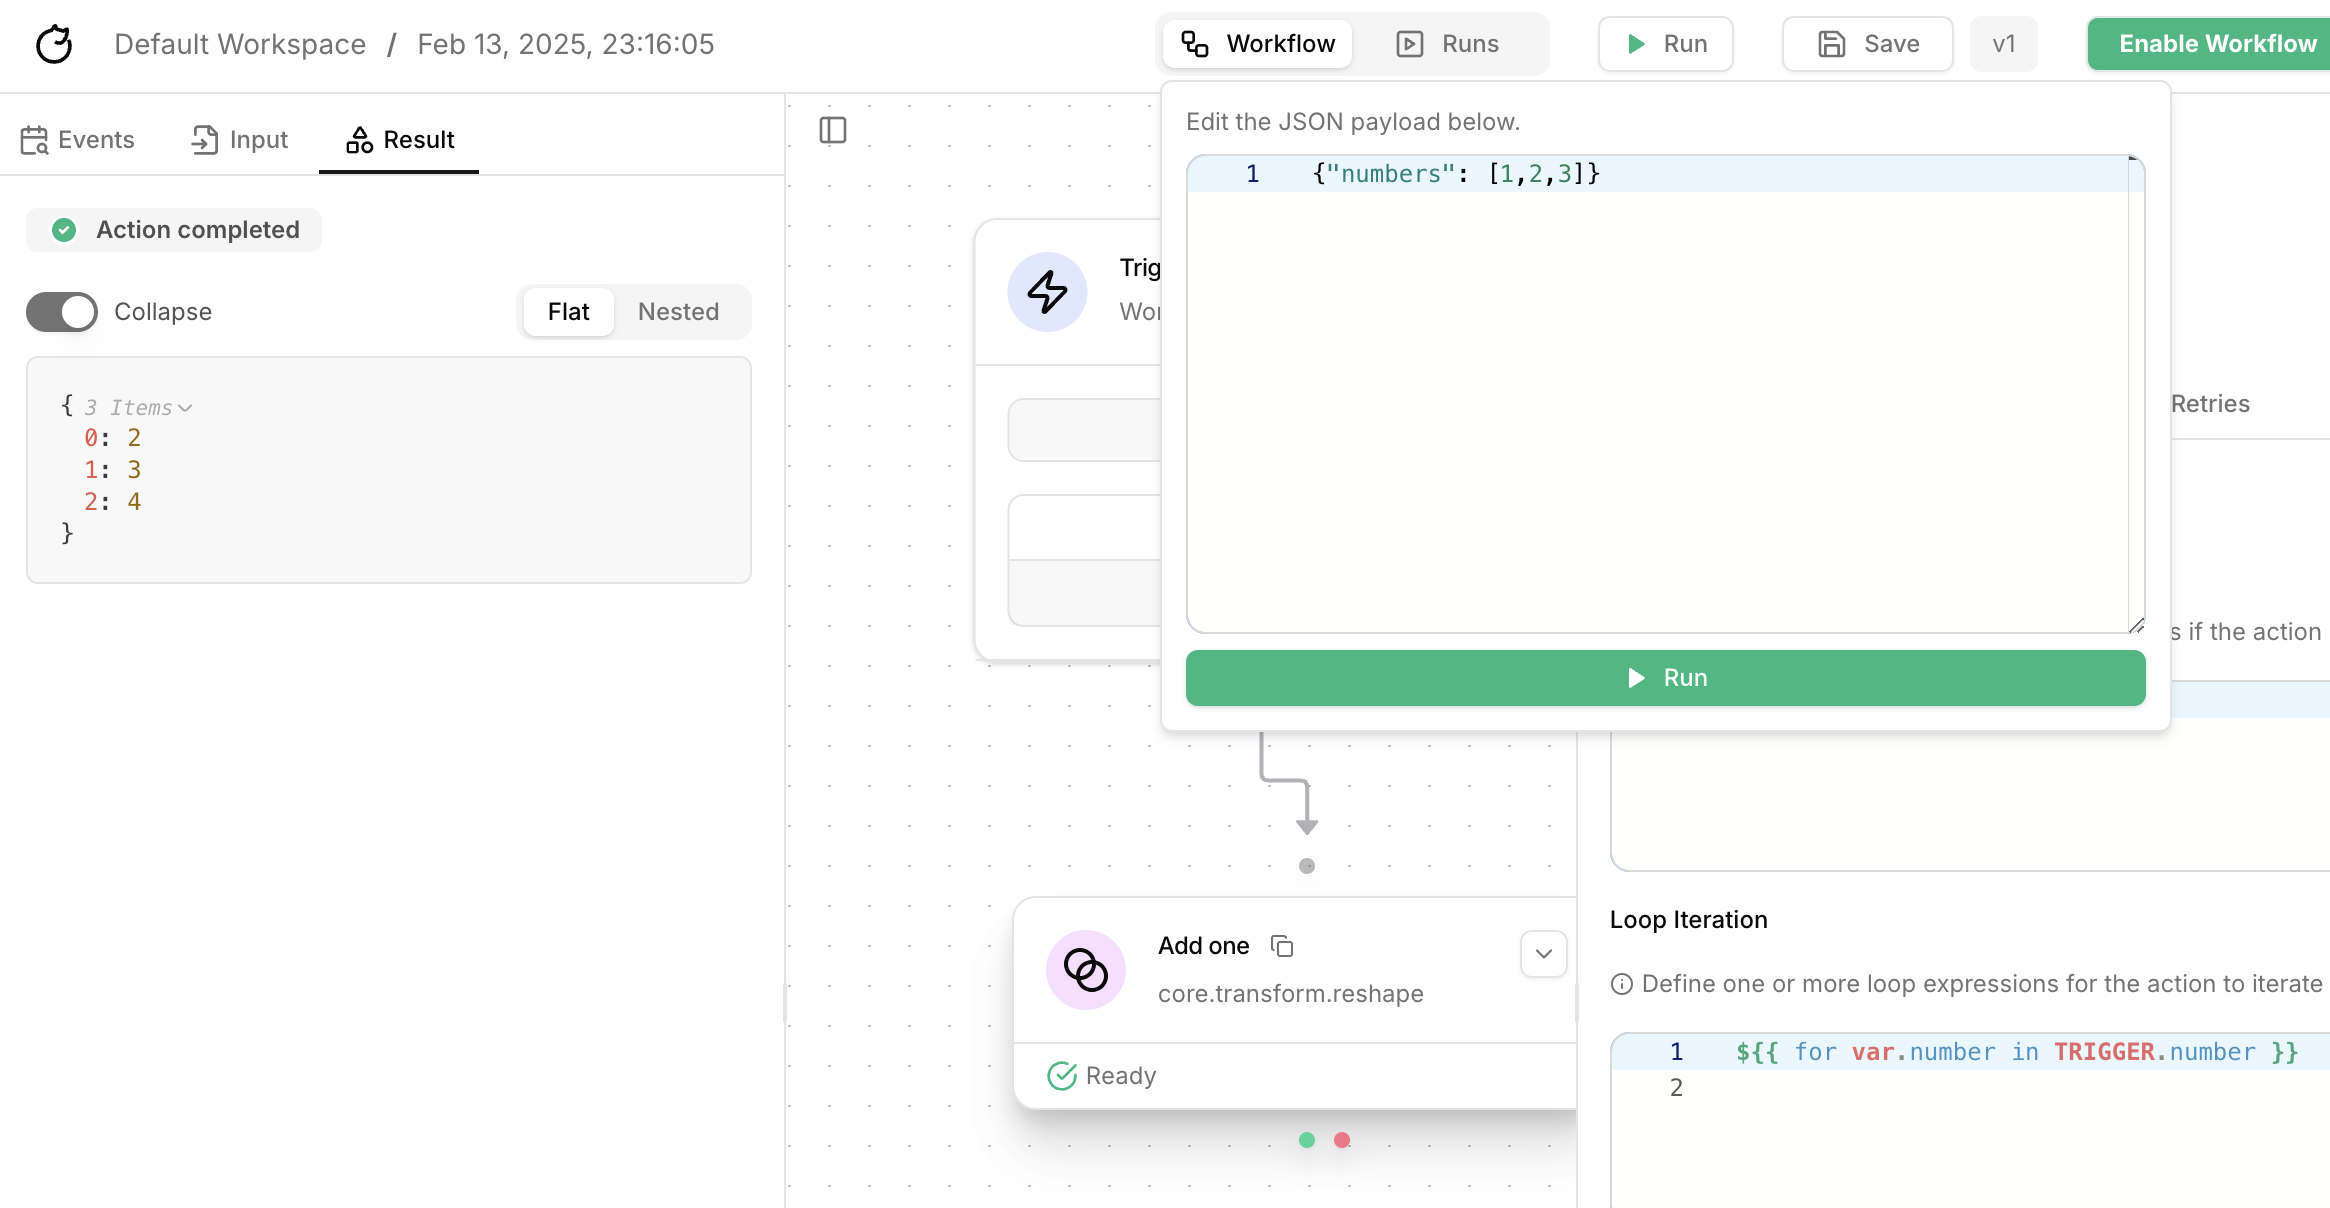 Default Workspace / Feb 13, 2025, 23:16:05
Workflow
Runs
Run
Save
v1
Enable Workflow
Events
Input
Result
Action completed
Collapse
Flat
Nested
{ 3 Items
0: 2
1: 3
2: 4
}
Edit the JSON payload below.
1 {"numbers": [1,2,3]}
Run
Trig
Wor
Retries
s if the action
Add one
core.transform.reshape
Ready
Loop Iteration
Define one or more loop expressions for the action to iterate
1 ${{ for var.number in TRIGGER.number }}
2